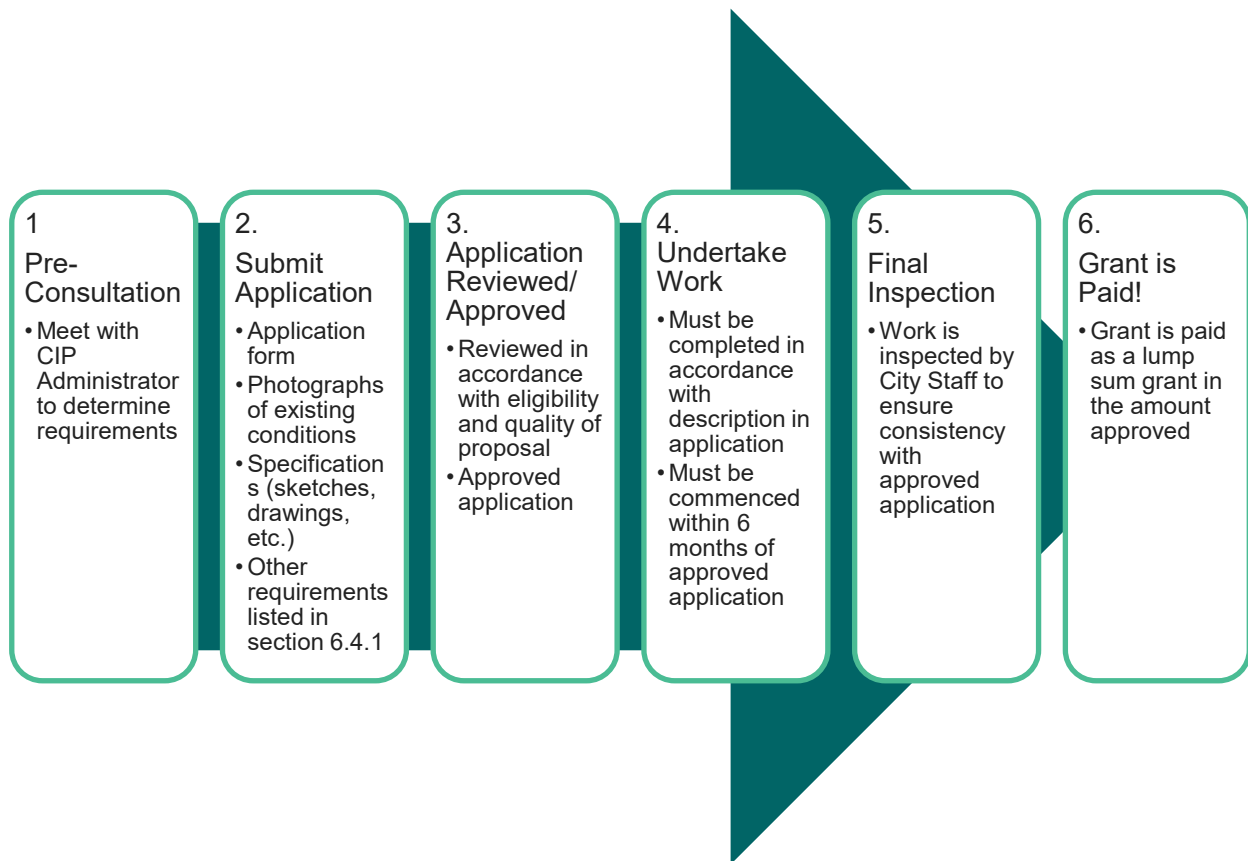 1
Pre-
Consultation
• Meet with
CIP
Administrator
to determine
requirements
2.
Submit
Application
• Application
form
• Photographs
of existing
conditions
• Specification
s (sketches,
drawings,
etc.)
• Other
requirements
listed in
section 6.4.1
3.
Application
Reviewed/
Approved
• Reviewed in
accordance
with eligibility
and quality of
proposal
• Approved
application
4.
Undertake
Work
• Must be
completed in
accordance
with
description in
application
• Must be
commenced
within 6
months of
approved
application
5.
Final
Inspection
• Work is
inspected by
City Staff to
ensure
consistency
with
approved
application
6.
Grant is
Paid!
• Grant is paid
as a lump
sum grant in
the amount
approved